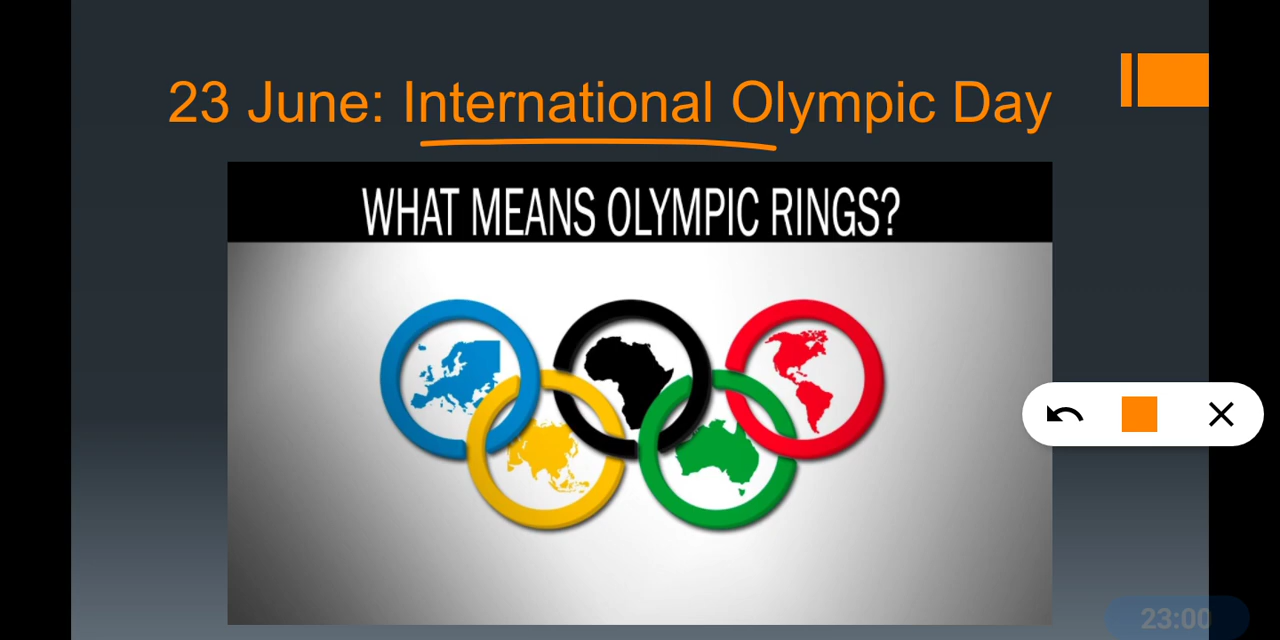 23 June: International Olympic Day
WHAT MEANS OLYMPIC RINGS?
23:00